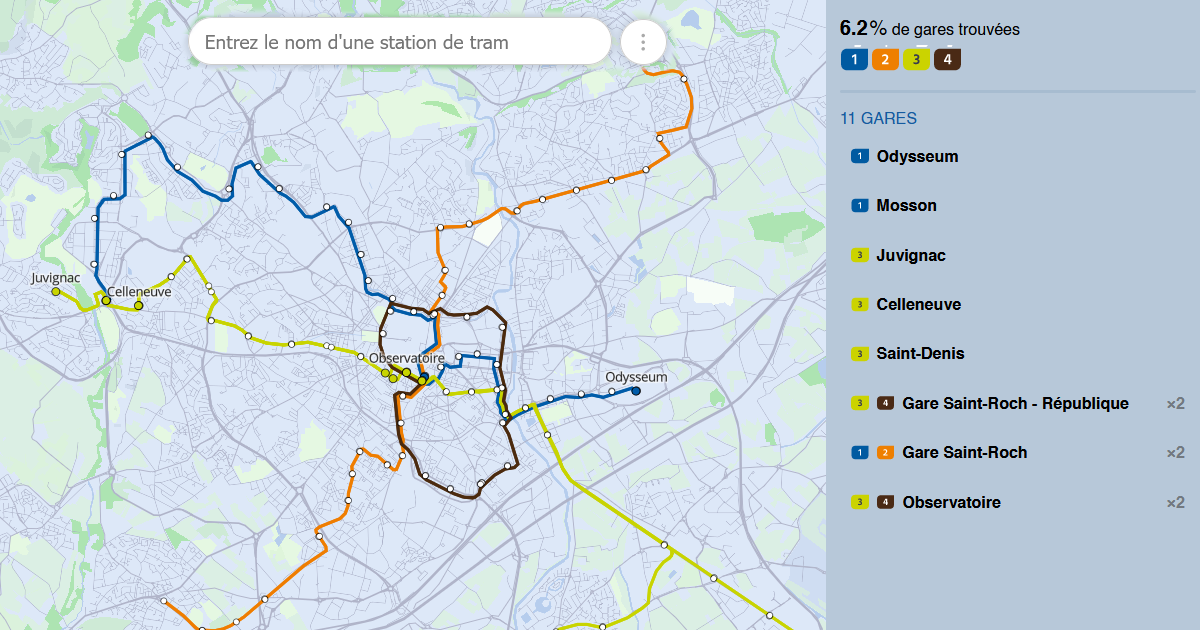 Entrez le nom d'une station de tram
Juvignac
Celleneuve
Observatoire
Odysseum
6.2% de gares trouvées
1 2 3 4
11 GARES
1 Odysseum
1 Mosson
3 Juvignac
3 Celleneuve
3 Saint-Denis
3 4 Gare Saint-Roch - République ×2
1 2 Gare Saint-Roch ×2
3 4 Observatoire ×2